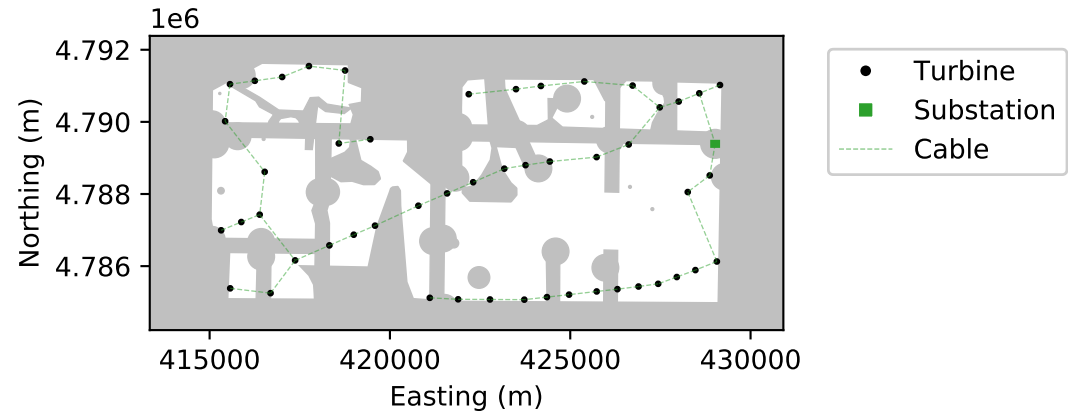 1e6
4.792
4.790
4.788
4.786
Northing (m)
415000 420000 425000 430000
Easting (m)
Turbine
Substation
Cable